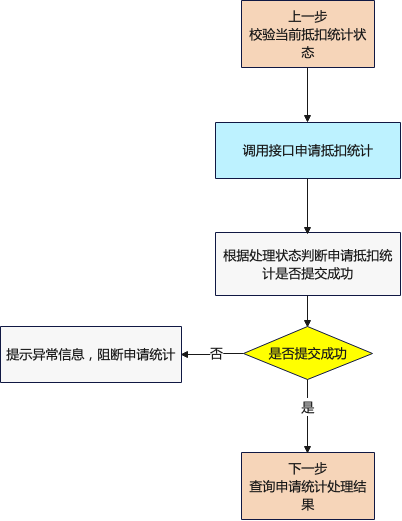 上一步
校验当前抵扣统计状
态
调用接口申请抵扣统计
根据处理状态判断申请抵扣统
计是否提交成功
是否提交成功
否
提示异常信息，阻断申请统计
是
下一步
查询申请统计处理结
果